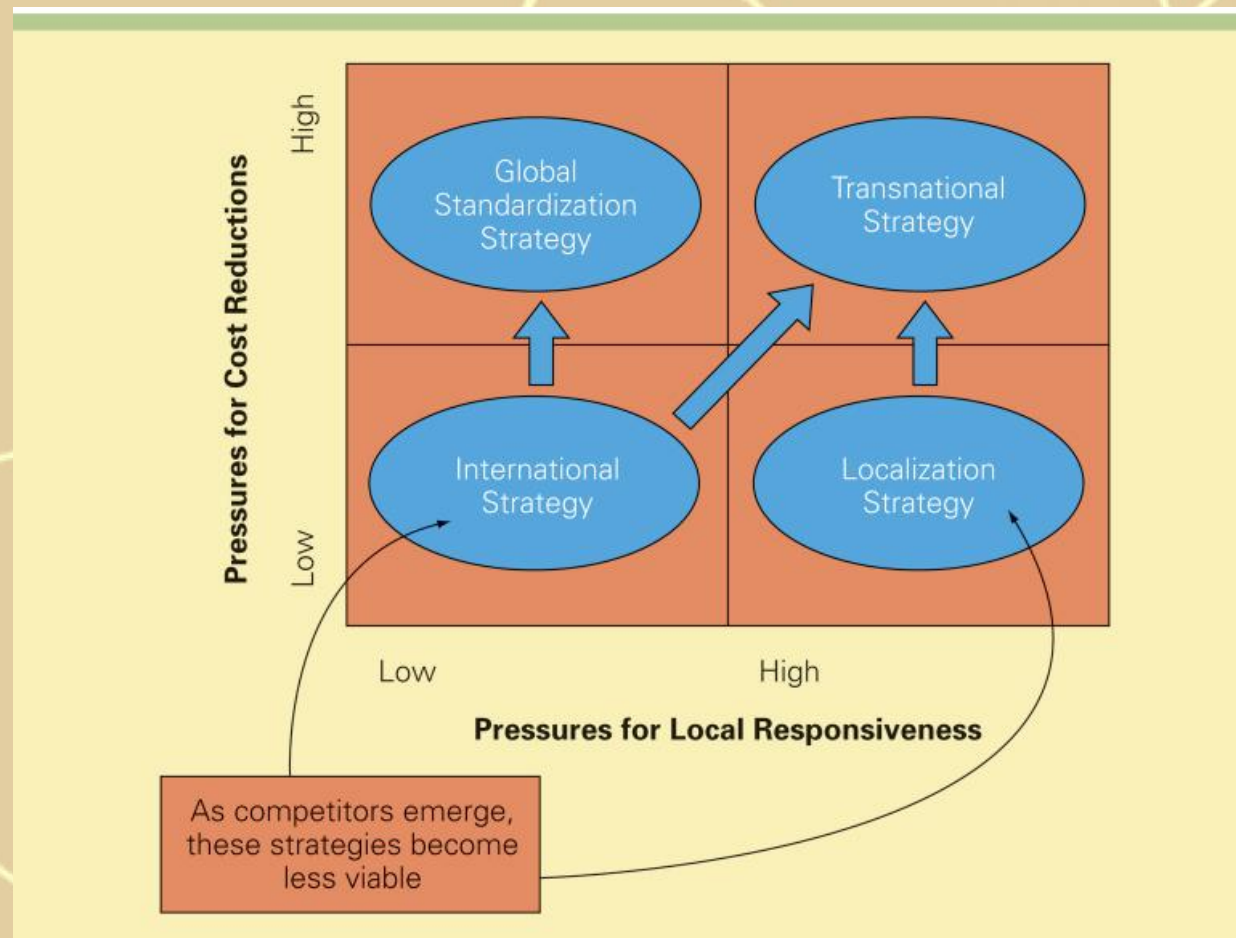 Pressures for Cost Reductions
High
Low
Global
Standardization
Strategy
Transnational
Strategy
International
Strategy
Localization
Strategy
Low
High
Pressures for Local Responsiveness
As competitors emerge,
these strategies become
less viable